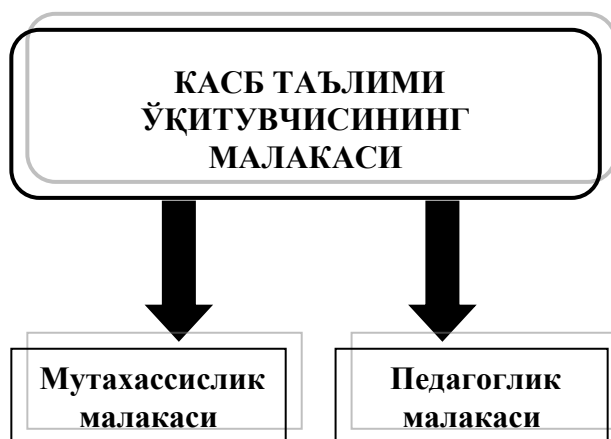 КАСБ ТАЪЛИМИ
ЎҚИТУВЧИСИНИНГ
МАЛАКАСИ
Мутахассислик
малакаси
Педагоглик
малакаси